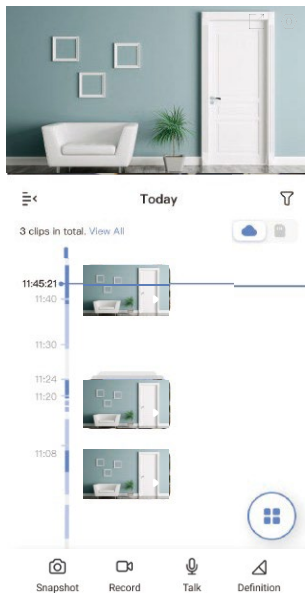 Today
3 clips in total. View All
11:45:21
11:40
11:30
11:24
11:20
11:08
Snapshot
Record
Talk
Definition